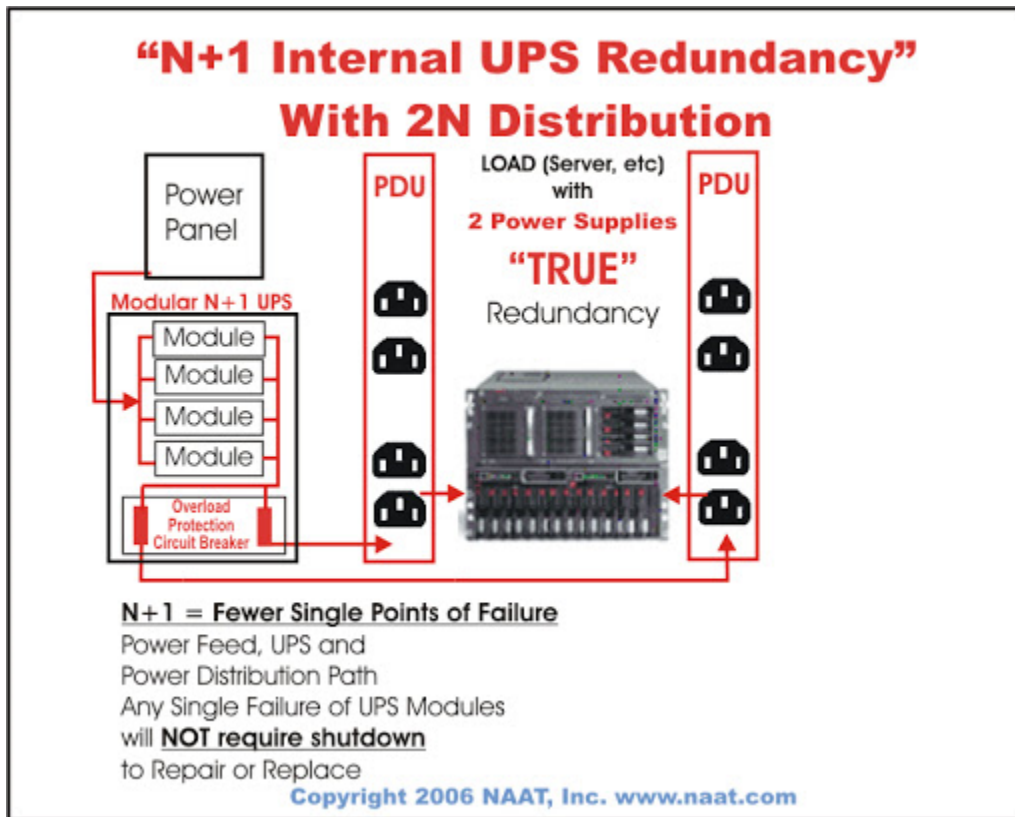 “N+1 Internal UPS Redundancy”
With 2N Distribution
Power
Panel
Modular N+1 UPS
Module
Module
Module
Module
Overload
Protection
Circuit Breaker
PDU
LOAD (Server, etc)
with
2 Power Supplies
“TRUE”
Redundancy
PDU
N+1 = Fewer Single Points of Failure
Power Feed, UPS and
Power Distribution Path
Any Single Failure of UPS Modules
will NOT require shutdown
to Repair or Replace
Copyright 2006 NAAT, Inc. www.naat.com